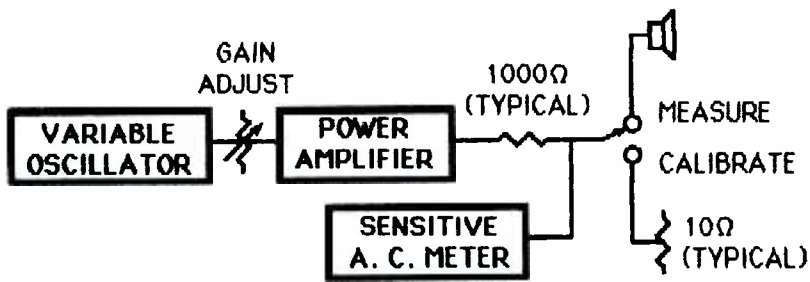 GAIN
ADJUST
1000Ω
(TYPICAL)
MEASURE
VARIABLE
OSCILLATOR
POWER
AMPLIFIER
CALIBRATE
SENSITIVE
A. C. METER
10Ω
(TYPICAL)